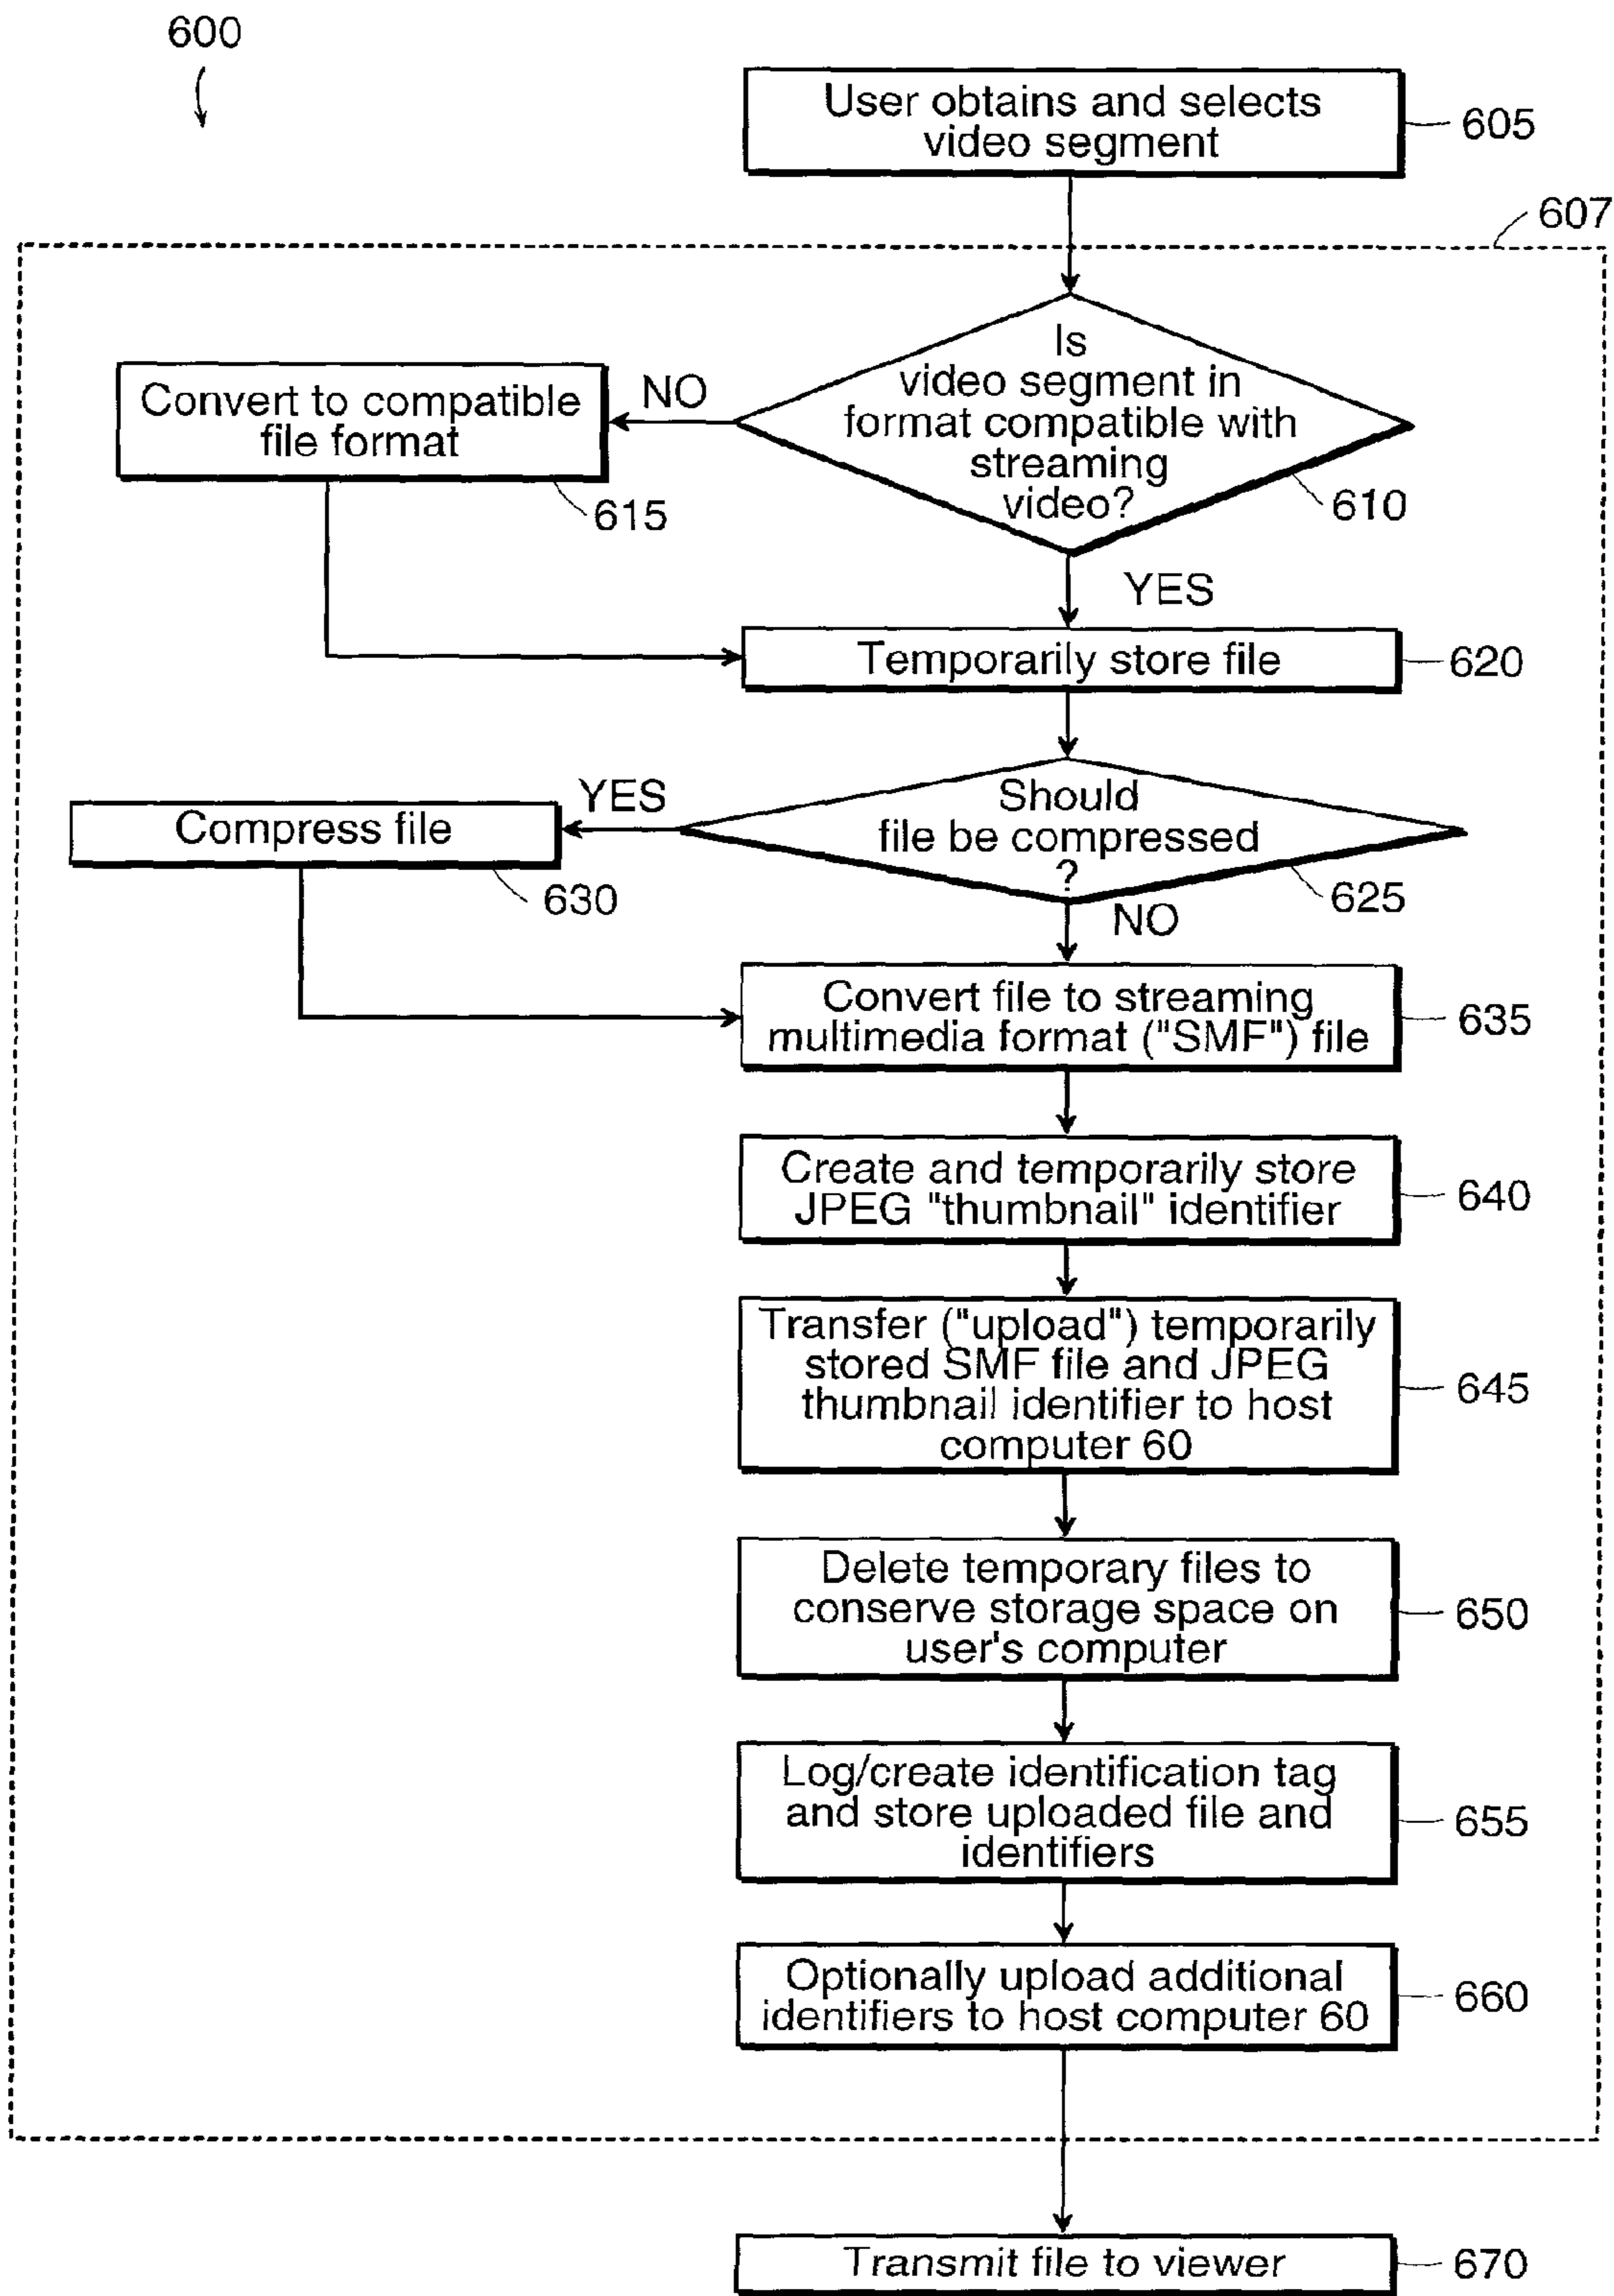 600
User obtains and selects
video segment
605
607
Is
video segment in
format compatible with
streaming
video?
610
NO
Convert to compatible
file format
615
YES
Temporarily store file
620
Should
file be compressed
?
625
YES
Compress file
630
NO
Convert file to streaming
multimedia format ("SMF") file
635
Create and temporarily store
JPEG "thumbnail" identifier
640
Transfer ("upload") temporarily
stored SMF file and JPEG
thumbnail identifier to host
computer 60
645
Delete temporary files to
conserve storage space on
user's computer
650
Log/create identification tag
and store uploaded file and
identifiers
655
Optionally upload additional
identifiers to host computer 60
660
Transmit file to viewer
670